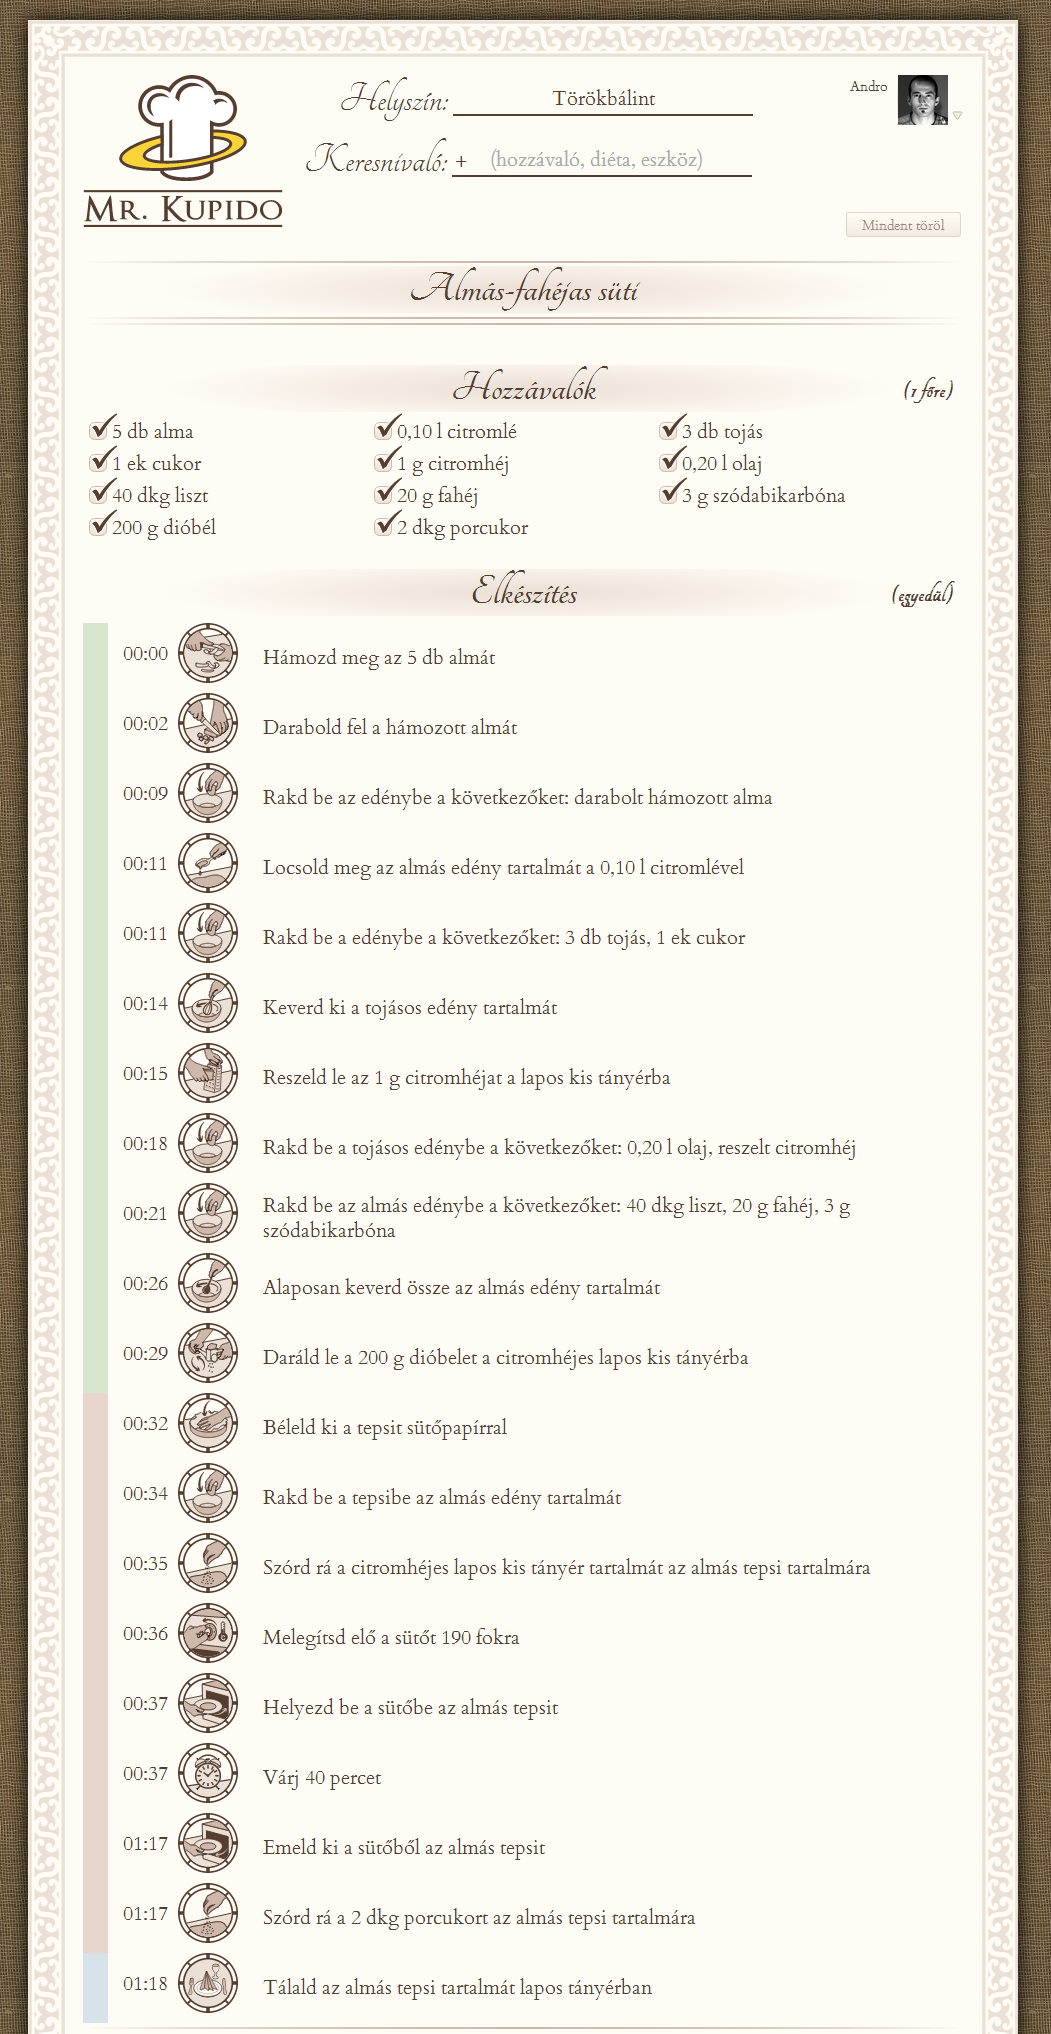 Helyszín: Törökbálint
Andro
Keresnivaló: + (hozzávaló, diéta, eszköz)
MR. KUPIDO
Mindent töröl
Almás-fahéjas süti
Hozzávalók (1 főre)
5 db alma
1 ek cukor
40 dkg liszt
200 g dióbél
0,10 l citromlé
1 g citromhéj
20 g fahéj
2 dkg porcukor
3 db tojás
0,20 l olaj
3 g szódabikarbóna
Elkészítés (egyedül)
00:00 Hámozd meg az 5 db almát
00:02 Darabold fel a hámozott almát
00:09 Rakd be az edénybe a következőket: darabolt hámozott alma
00:11 Locsold meg az almás edény tartalmát a 0,10 l citromlével
00:11 Rakd be a edénybe a következőket: 3 db tojás, 1 ek cukor
00:14 Keverd ki a tojásos edény tartalmát
00:15 Reszeld le az 1 g citromhéjat a lapos kis tányérba
00:18 Rakd be a tojásos edénybe a következőket: 0,20 l olaj, reszelt citromhéj
00:21 Rakd be az almás edénybe a következőket: 40 dkg liszt, 20 g fahéj, 3 g
szódabikarbóna
00:26 Alaposan keverd össze az almás edény tartalmát
00:29 Daráld le a 200 g dióbelet a citromhéjes lapos kis tányérba
00:32 Béleld ki a tepsit sütőpapírral
00:34 Rakd be a tepsibe az almás edény tartalmát
00:35 Szórd rá a citromhéjes lapos kis tányér tartalmát az almás tepsi tartalmára
00:36 Melegítsd elő a sütőt 190 fokra
00:37 Helyezd be a sütőbe az almás tepsit
00:37 Várj 40 percet
01:17 Emeld ki a sütőből az almás tepsit
01:17 Szórd rá a 2 dkg porcukort az almás tepsi tartalmára
01:18 Tálald az almás tepsi tartalmát lapos tányérban